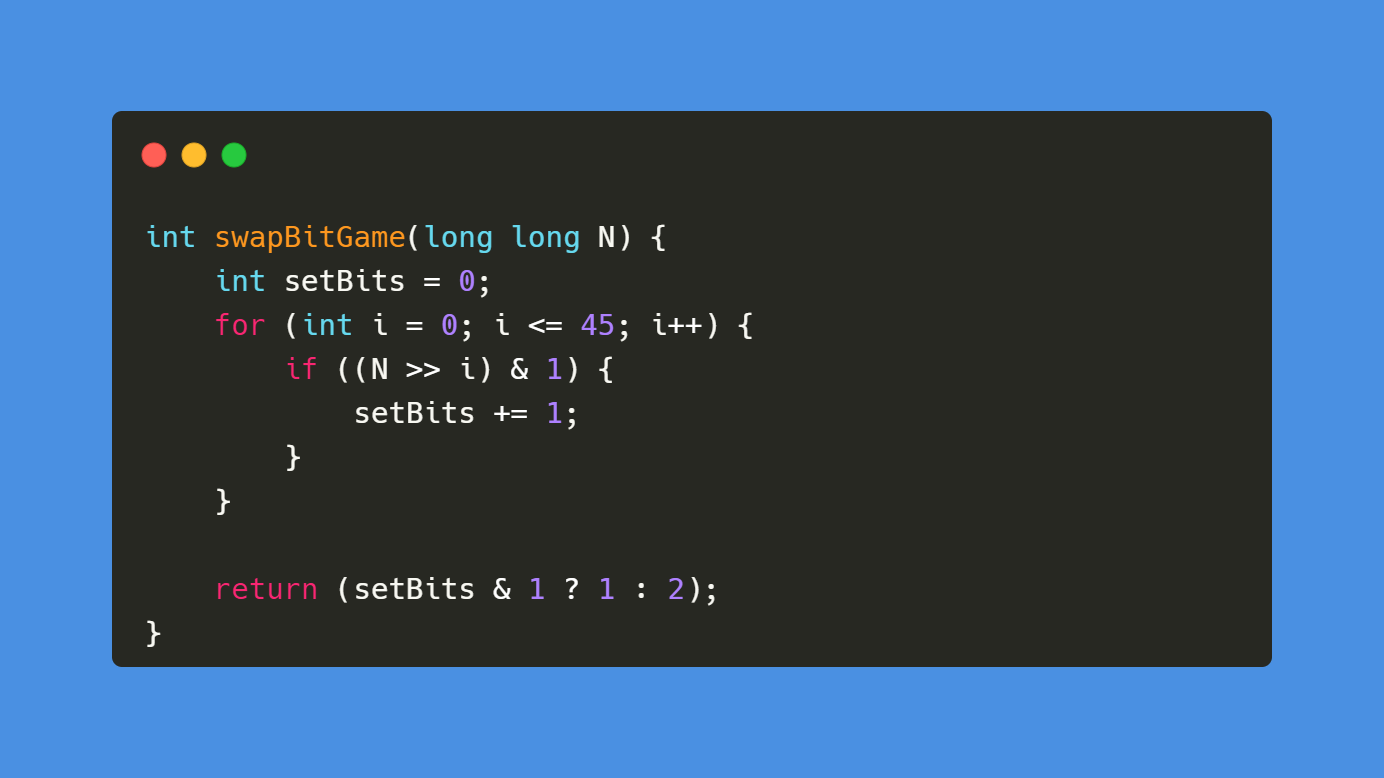 int swapBitGame(long long N) {
    int setBits = 0;
    for (int i = 0; i <= 45; i++) {
        if ((N >> i) & 1) {
            setBits += 1;
        }
    }

    return (setBits & 1 ? 1 : 2);
}